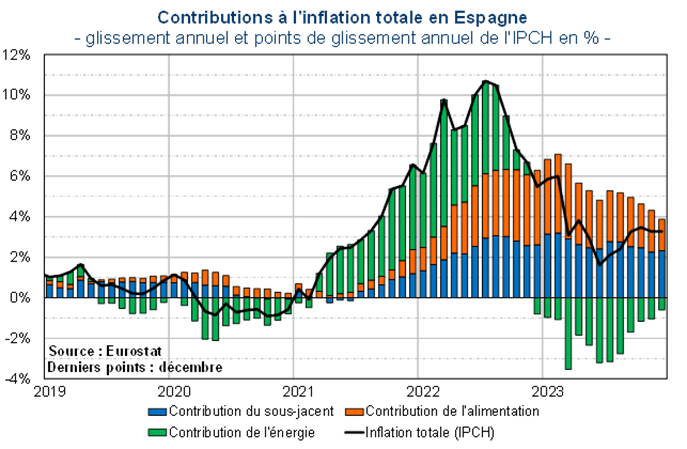 Contributions à l'inflation totale en Espagne
- glissement annuel et points de glissement annuel de l'IPCH en % -
12%
10%
8%
6%
4%
2%
0%
-2%
-4%
Source : Eurostat
Derniers points : décembre
2019 2020 2021 2022 2023
Contribution du sous-jacent Contribution de l'alimentation
Contribution de l'énergie Inflation totale (IPCH)